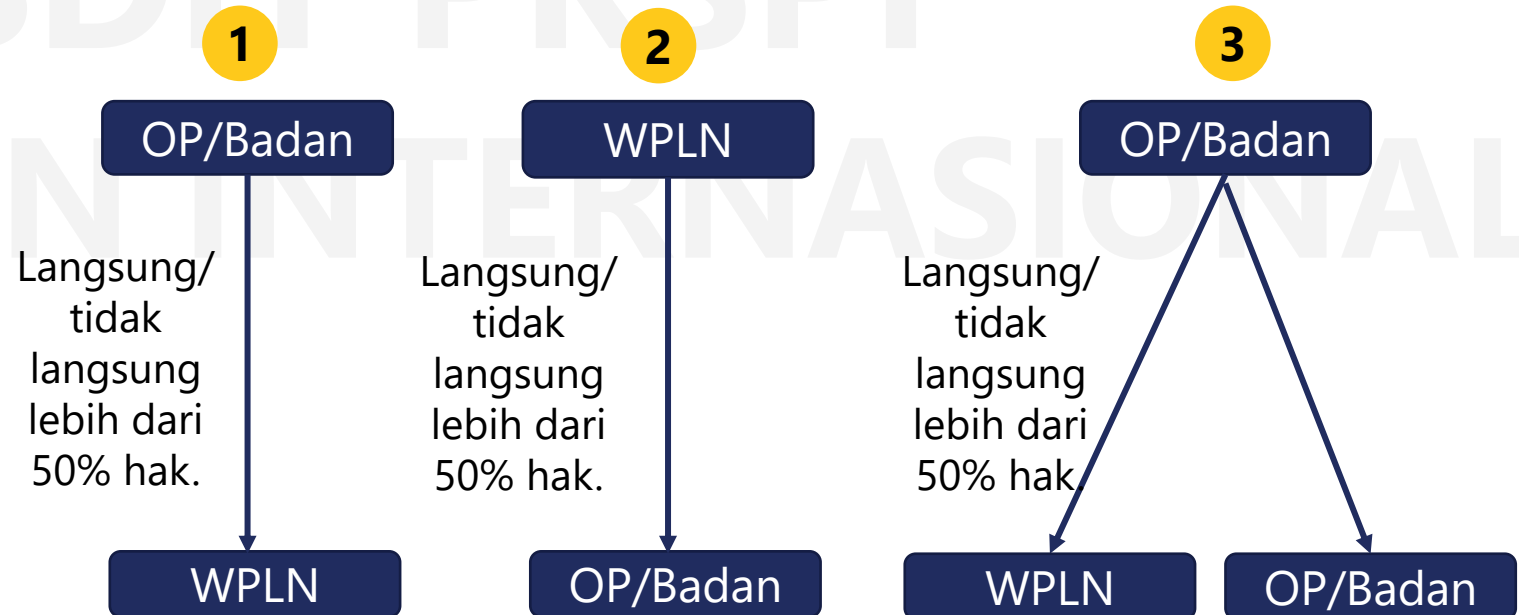 1
OP/Badan
Langsung/
tidak
langsung
lebih dari
50% hak.
WPLN
2
WPLN
Langsung/
tidak
langsung
lebih dari
50% hak.
OP/Badan
3
OP/Badan
Langsung/
tidak
langsung
lebih dari
50% hak.
WPLN
OP/Badan
N INTERNASIONAL